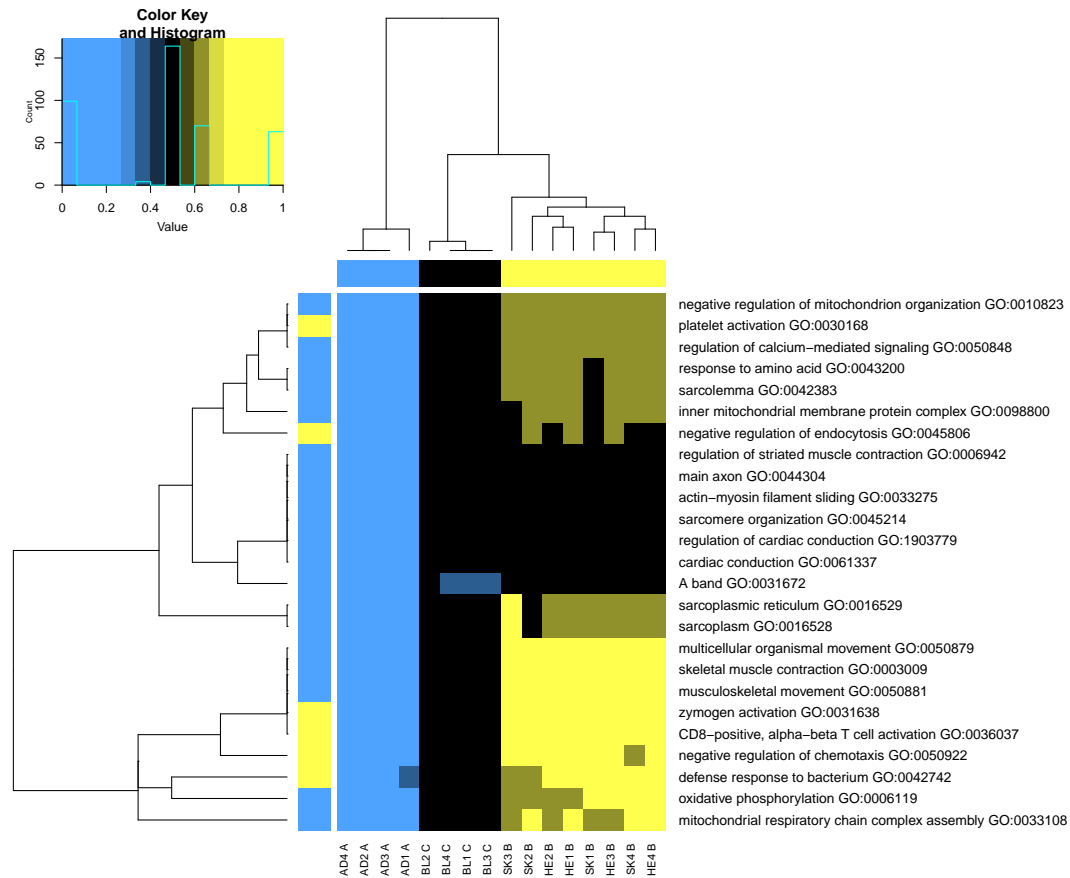 Color Key
and Histogram
Count
0 50 100 150
0 0.2 0.4 0.6 0.8 1
Value
negative regulation of mitochondrion organization GO:0010823
platelet activation GO:0030168
regulation of calcium−mediated signaling GO:0050848
response to amino acid GO:0043200
sarcolemma GO:0042383
inner mitochondrial membrane protein complex GO:0098800
negative regulation of endocytosis GO:0045806
regulation of striated muscle contraction GO:0006942
main axon GO:0044304
actin−myosin filament sliding GO:0033275
sarcomere organization GO:0045214
regulation of cardiac conduction GO:1903779
cardiac conduction GO:0061337
A band GO:0031672
sarcoplasmic reticulum GO:0016529
sarcoplasm GO:0016528
multicellular organismal movement GO:0050879
skeletal muscle contraction GO:0003009
musculoskeletal movement GO:0050881
zymogen activation GO:0031638
CD8−positive, alpha−beta T cell activation GO:0036037
negative regulation of chemotaxis GO:0050922
defense response to bacterium GO:0042742
oxidative phosphorylation GO:0006119
mitochondrial respiratory chain complex assembly GO:0033108
AD4 A
AD2 A
AD3 A
AD1 A
BL2 C
BL4 C
BL1 C
BL3 C
SK3 B
SK2 B
HE2 B
HE1 B
SK1 B
HE3 B
SK4 B
HE4 B